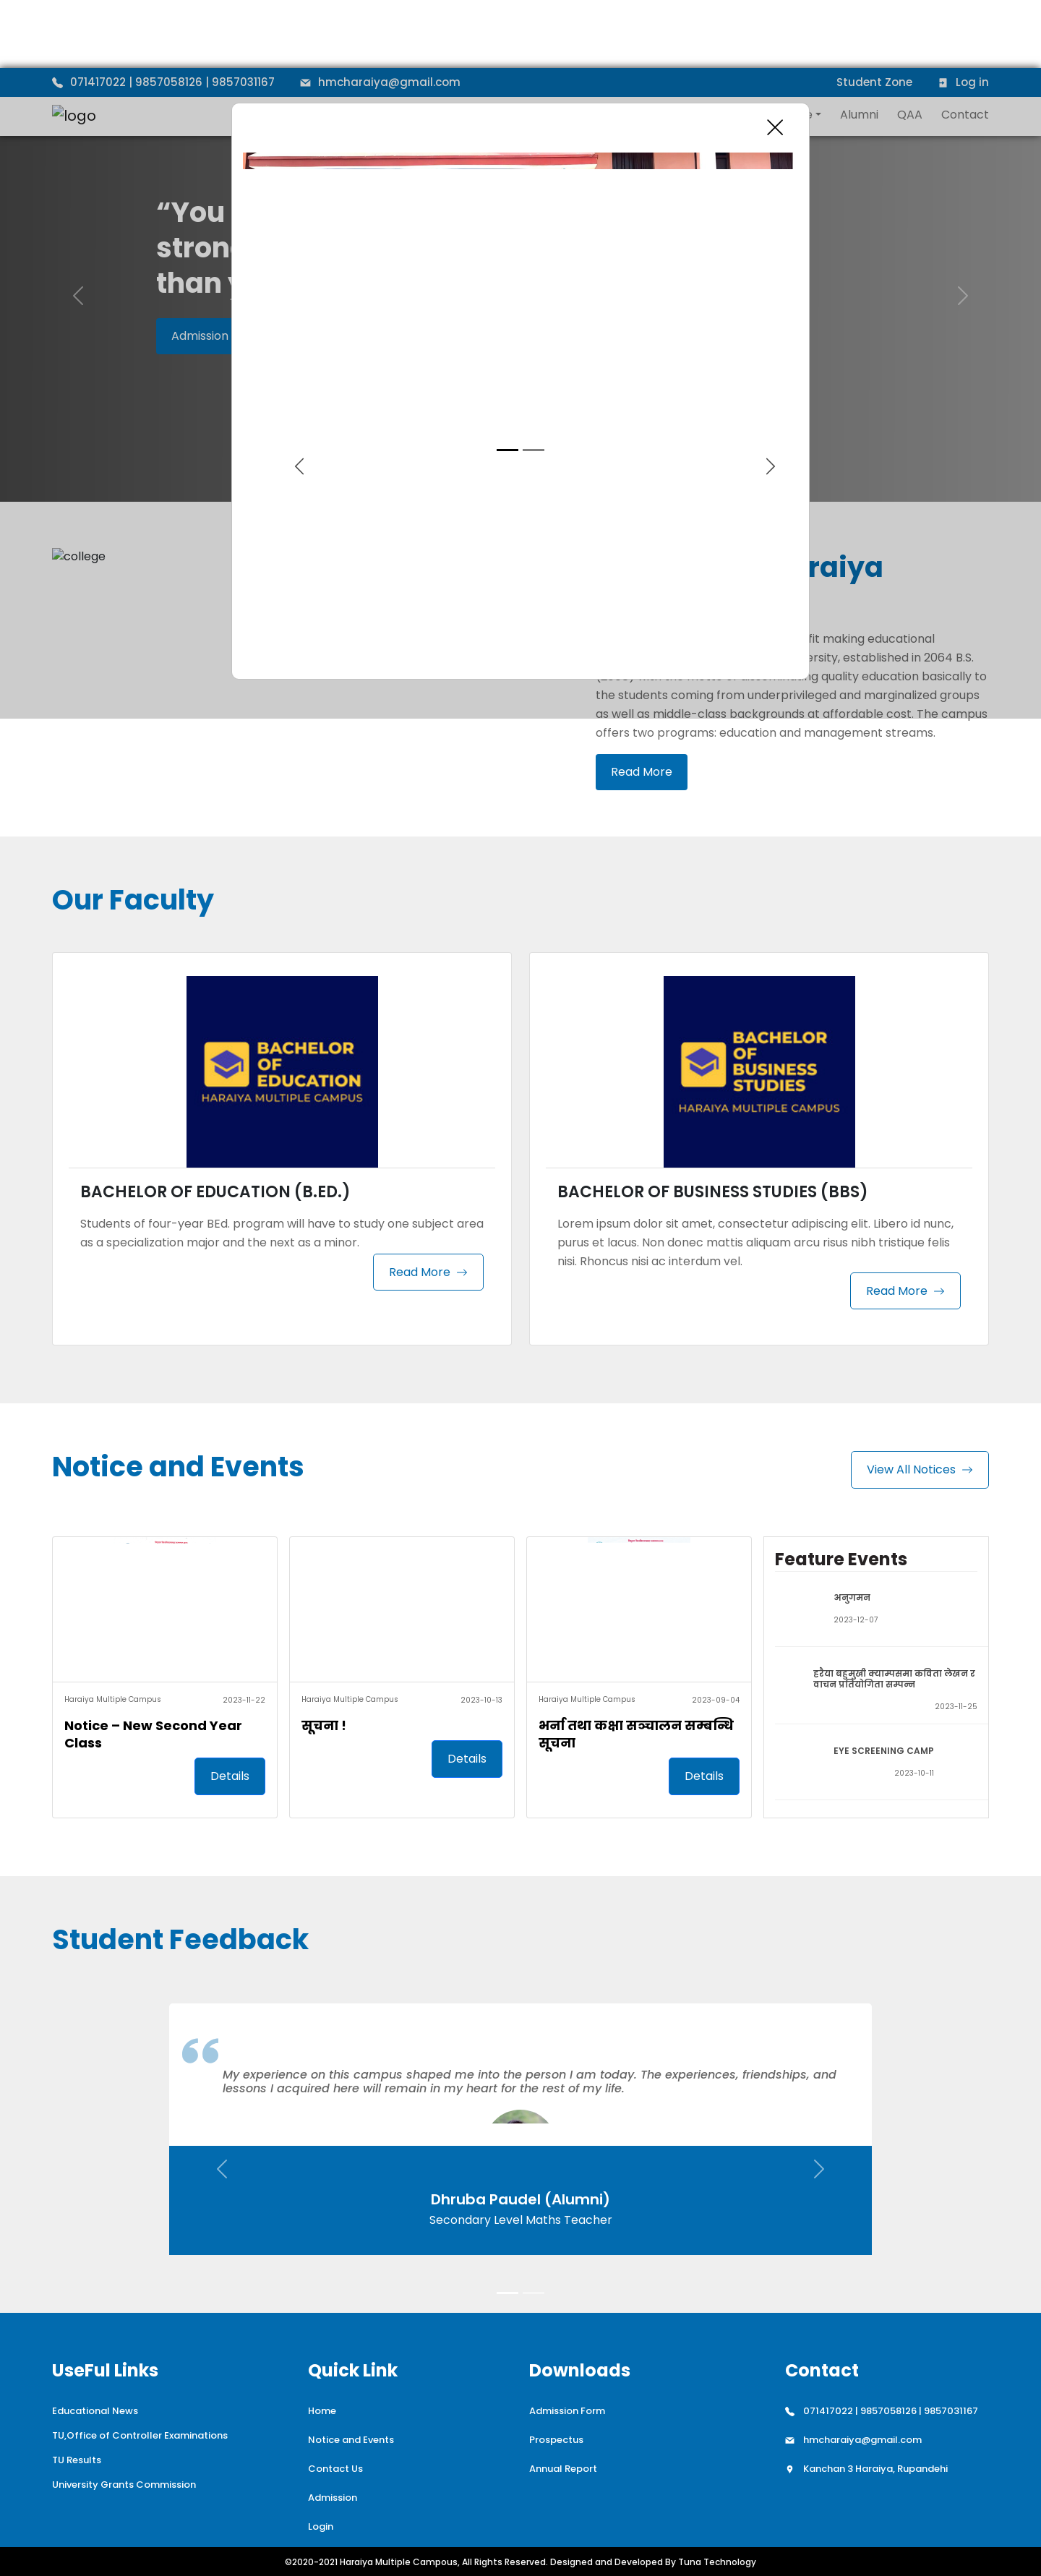 071417022 | 9857058126 | 9857031167
hmcharaiya@gmail.com
Student Zone
Log in
logo
Alumni
QAA
Contact
“You
than
Admission
college
making educational
established in 2064 B.S.
quality education basically to
the students coming from underprivileged and marginalized groups
as well as middle-class backgrounds at affordable cost. The campus
offers two programs: education and management streams.
Read More
Our Faculty
BACHELOR
OF
EDUCATION
HARAIYA MULTIPLE CAMPUS
BACHELOR
OF
BUSINESS
STUDIES
HARAIYA MULTIPLE CAMPUS
BACHELOR OF EDUCATION (B.ED.)
Students of four-year BEd. program will have to study one subject area
as a specialization major and the next as a minor.
Read More
BACHELOR OF BUSINESS STUDIES (BBS)
Lorem ipsum dolor sit amet, consectetur adipiscing elit. Libero id nunc,
purus et lacus. Non donec mattis aliquam arcu risus nibh tristique felis
nisi. Rhoncus nisi ac interdum vel.
Read More
Notice and Events
View All Notices
Haraiya Multiple Campus
2023-11-22
Notice – New Second Year
Class
Details
Haraiya Multiple Campus
2023-10-13
सूचना !
Details
Haraiya Multiple Campus
2023-09-04
भर्ना तथा कक्षा सञ्चालन सम्बन्धि
सूचना
Details
Feature Events
अनुगमन
2023-12-07
हरैया बहुमुखी क्याम्पसमा कविता लेखन र
वाचन प्रतियोगिता सम्पन्न
2023-11-25
EYE SCREENING CAMP
2023-10-11
Student Feedback
My experience on this campus shaped me into the person I am today. The experiences, friendships, and
lessons I acquired here will remain in my heart for the rest of my life.
Dhruba Paudel (Alumni)
Secondary Level Maths Teacher
UseFul Links
Educational News
TU,Office of Controller Examinations
TU Results
University Grants Commission
Quick Link
Home
Notice and Events
Contact Us
Admission
Login
Downloads
Admission Form
Prospectus
Annual Report
Contact
071417022 | 9857058126 | 9857031167
hmcharaiya@gmail.com
Kanchan 3 Haraiya, Rupandehi
©2020-2021 Haraiya Multiple Campous, All Rights Reserved. Designed and Developed By Tuna Technology